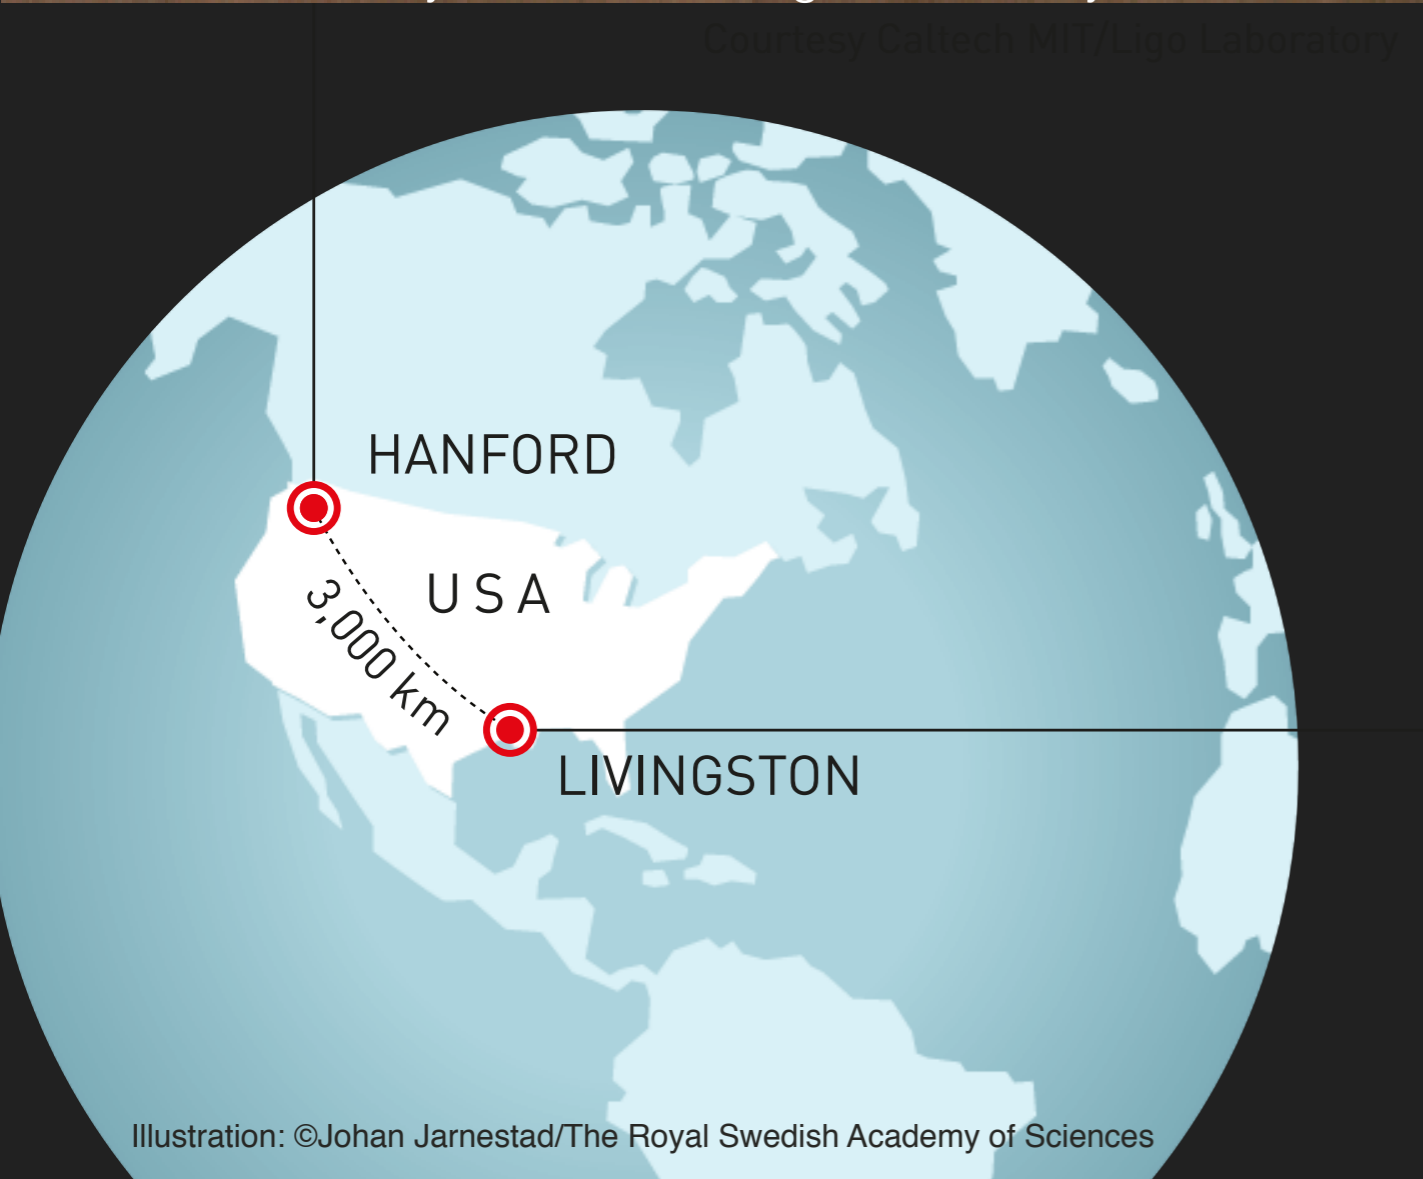 Courtesy Caltech MIT/Ligo Laboratory
HANFORD
USA
3,000 km
LIVINGSTON
Illustration: ©Johan Jarnestad/The Royal Swedish Academy of Sciences